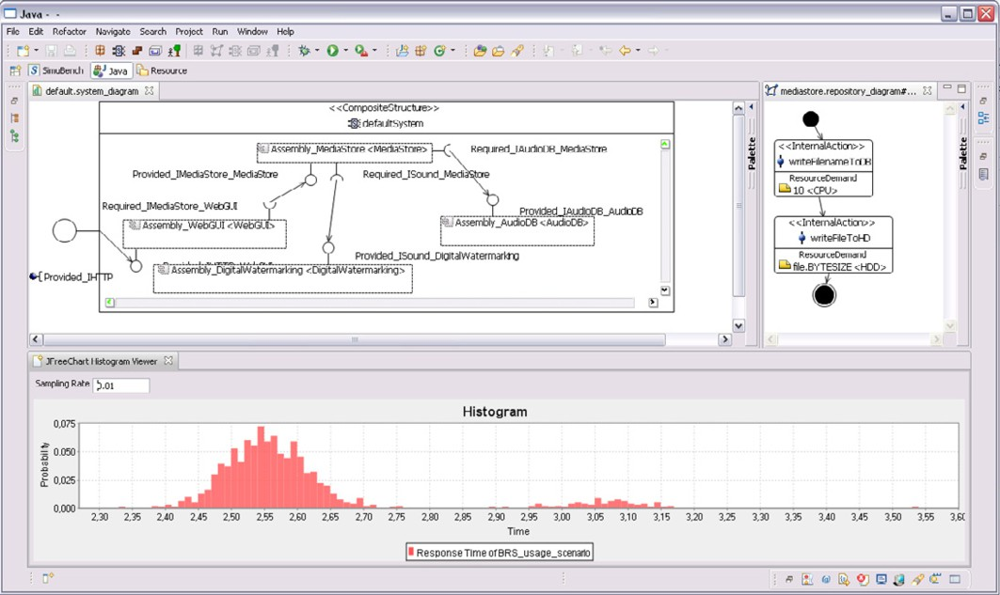 Java - -
File Edit Refactor Navigate Search Project Run Window Help
SimuBench Java Resource
default.system_diagram
<<CompositeStructure>>
defaultSystem
Assembly_MediaStore <MediaStore>
Required_IAudioDB_MediaStore
Provided_IMediaStore_MediaStore
Required_ISound_MediaStore
Required_IMediaStore_WebGUI
Provided_IAudioDB_AudioDB
Assembly_WebGUI <WebGUI>
Assembly_AudioDB <AudioDB>
Provided_ISound_DigitalWatermarking
Assembly_DigitalWatermarking <DigitalWatermarking>
Provided_IHTTP
Palette
mediastore.repository_diagram#...
<<InternalAction>>
writeFilenameToDB
ResourceDemand
10 <CPU>
<<InternalAction>>
writeFileToHD
ResourceDemand
file.BYTESIZE <HDD>
Palette
JFreeChart Histogram Viewer
Sampling Rate 0.01
Histogram
Probability
0,075
0,050
0,025
0,000
2,30 2,35 2,40 2,45 2,50 2,55 2,60 2,65 2,70 2,75 2,80 2,85 2,90 2,95 3,00 3,05 3,10 3,15 3,20 3,25 3,30 3,35 3,40 3,45 3,50 3,55 3,60
Time
Response Time of BRS_usage_scenario